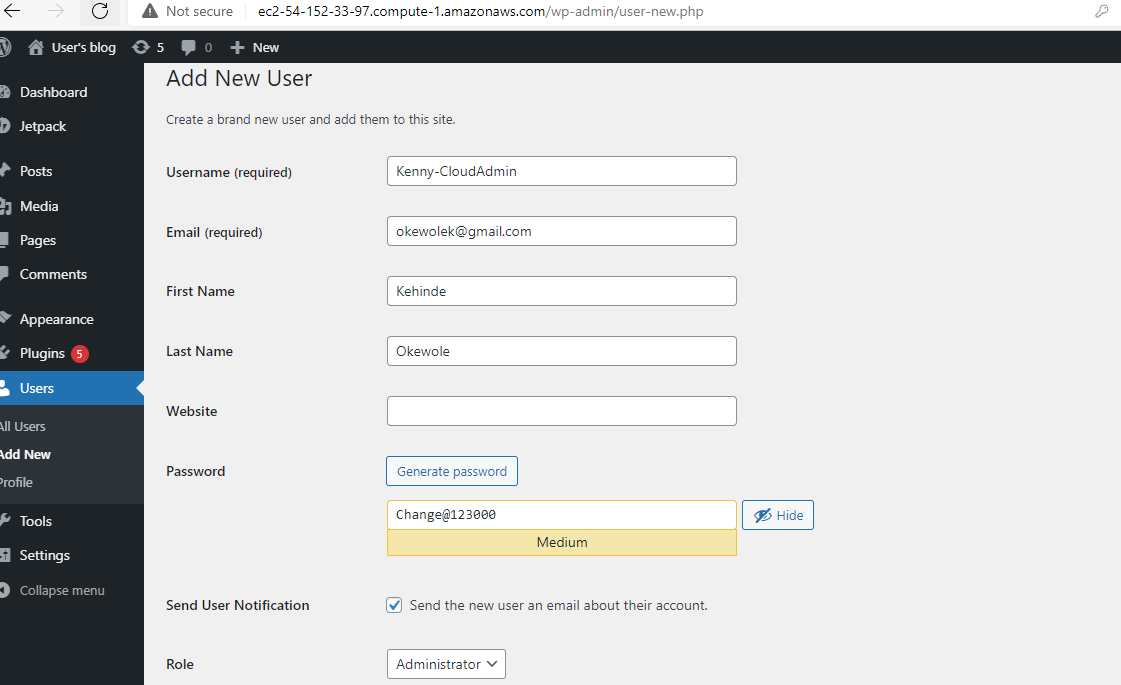 Not secure ec2-54-152-33-97.compute-1.amazonaws.com/wp-admin/user-new.php
User's blog 5 0 + New
Dashboard
Jetpack
Posts
Media
Pages
Comments
Appearance
Plugins 5
Users
All Users
Add New
Profile
Tools
Settings
Collapse menu
Add New User
Create a brand new user and add them to this site.
Username (required) Kenny-CloudAdmin
Email (required) okewolek@gmail.com
First Name Kehinde
Last Name Okewole
Website
Password Generate password
Change@123000 Hide
Medium
Send User Notification Send the new user an email about their account.
Role Administrator